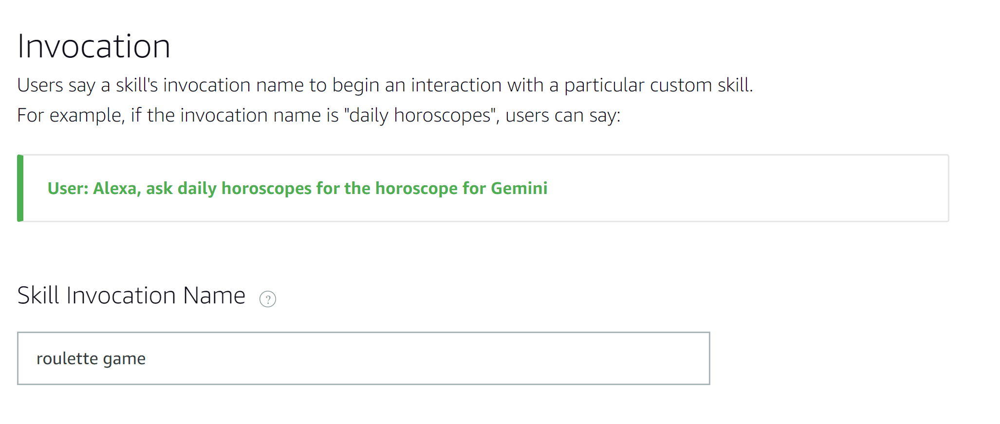 Invocation
Users say a skill's invocation name to begin an interaction with a particular custom skill.
For example, if the invocation name is "daily horoscopes", users can say:
User: Alexa, ask daily horoscopes for the horoscope for Gemini
Skill Invocation Name ?
roulette game